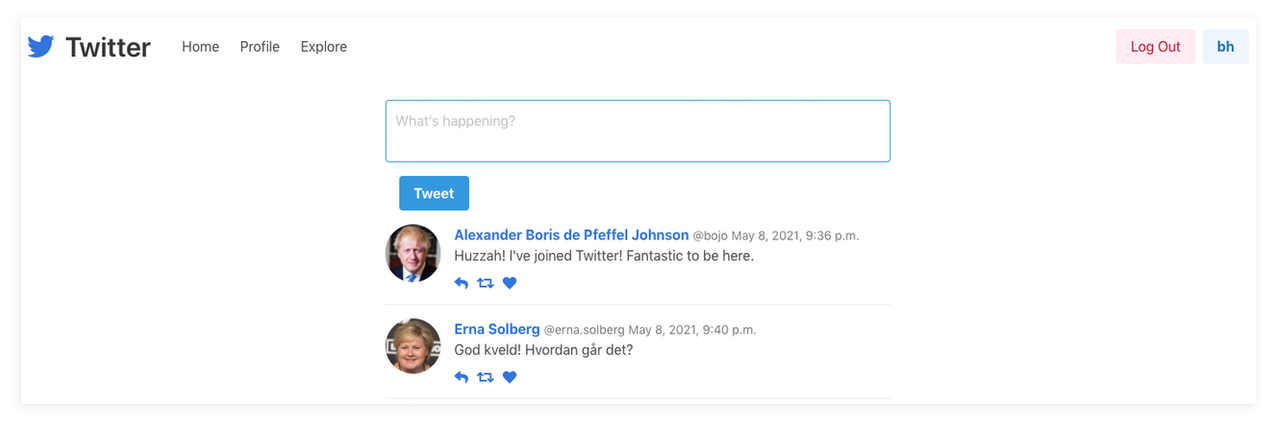 Twitter Home Profile Explore Log Out bh
What's happening?
Tweet
Alexander Boris de Pfeffel Johnson @bojo May 8, 2021, 9:36 p.m.
Huzzah! I've joined Twitter! Fantastic to be here.
Erna Solberg @erna.solberg May 8, 2021, 9:40 p.m.
God kveld! Hvordan går det?